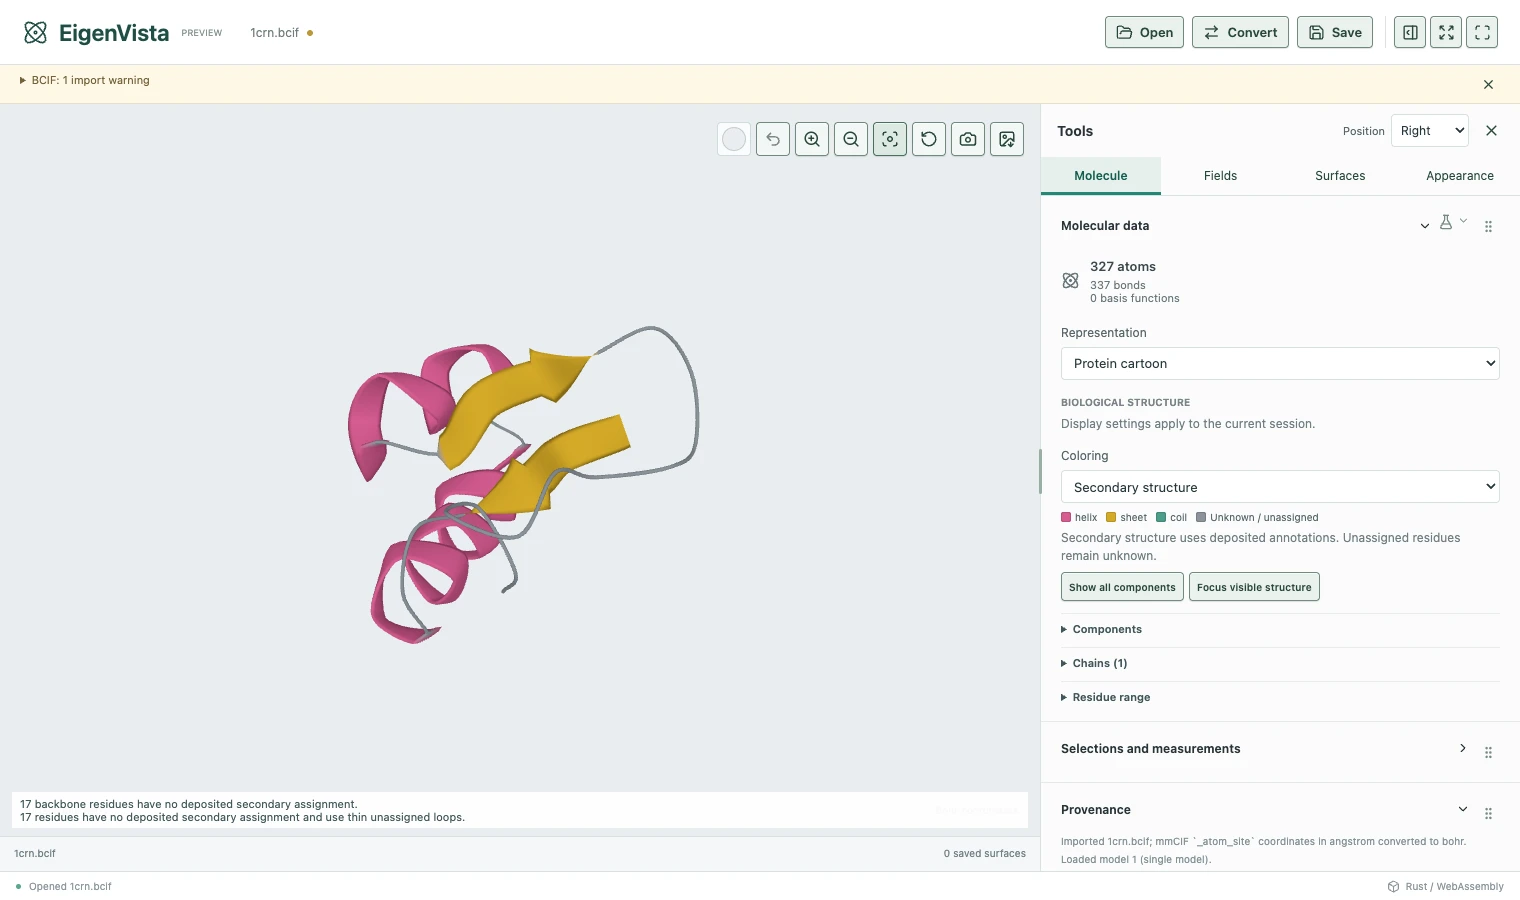 EigenVista PREVIEW 1crn.bcif
Open Convert Save
BCIF: 1 import warning
Tools
Position Right
Molecule Fields Surfaces Appearance
Molecular data
327 atoms
337 bonds
0 basis functions
Representation
Protein cartoon
BIOLOGICAL STRUCTURE
Display settings apply to the current session.
Coloring
Secondary structure
helix sheet coil Unknown / unassigned
Secondary structure uses deposited annotations. Unassigned residues
remain unknown.
Show all components Focus visible structure
Components
Chains (1)
Residue range
Selections and measurements
Provenance
Imported 1crn.bcif; mmCIF `_atom_site` coordinates in angstrom converted to bohr.
Loaded model 1 (single model).
17 backbone residues have no deposited secondary assignment.
17 residues have no deposited secondary assignment and use thin unassigned loops.
1crn.bcif
0 saved surfaces
Opened 1crn.bcif
Rust / WebAssembly